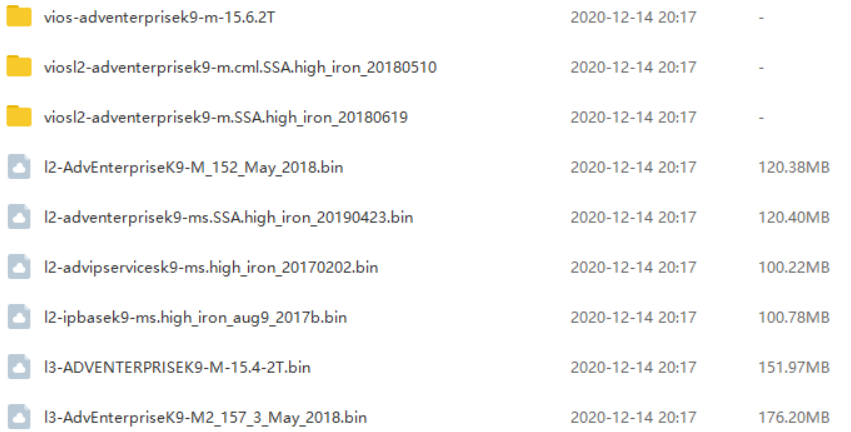 vios-adventerprisek9-m-15.6.2T 2020-12-14 20:17 -
viosl2-adventerprisek9-m.cml.SSA.high_iron_20180510 2020-12-14 20:17 -
viosl2-adventerprisek9-m.SSA.high_iron_20180619 2020-12-14 20:17 -
l2-AdvEnterpriseK9-M_152_May_2018.bin 2020-12-14 20:17 120.38MB
l2-adventerprisek9-ms.SSA.high_iron_20190423.bin 2020-12-14 20:17 120.40MB
l2-advipservicesk9-ms.high_iron_20170202.bin 2020-12-14 20:17 100.22MB
l2-ipbasek9-ms.high_iron_aug9_2017b.bin 2020-12-14 20:17 100.78MB
l3-ADVENTERPRISEK9-M-15.4-2T.bin 2020-12-14 20:17 151.97MB
l3-AdvEnterpriseK9-M2_157_3_May_2018.bin 2020-12-14 20:17 176.20MB